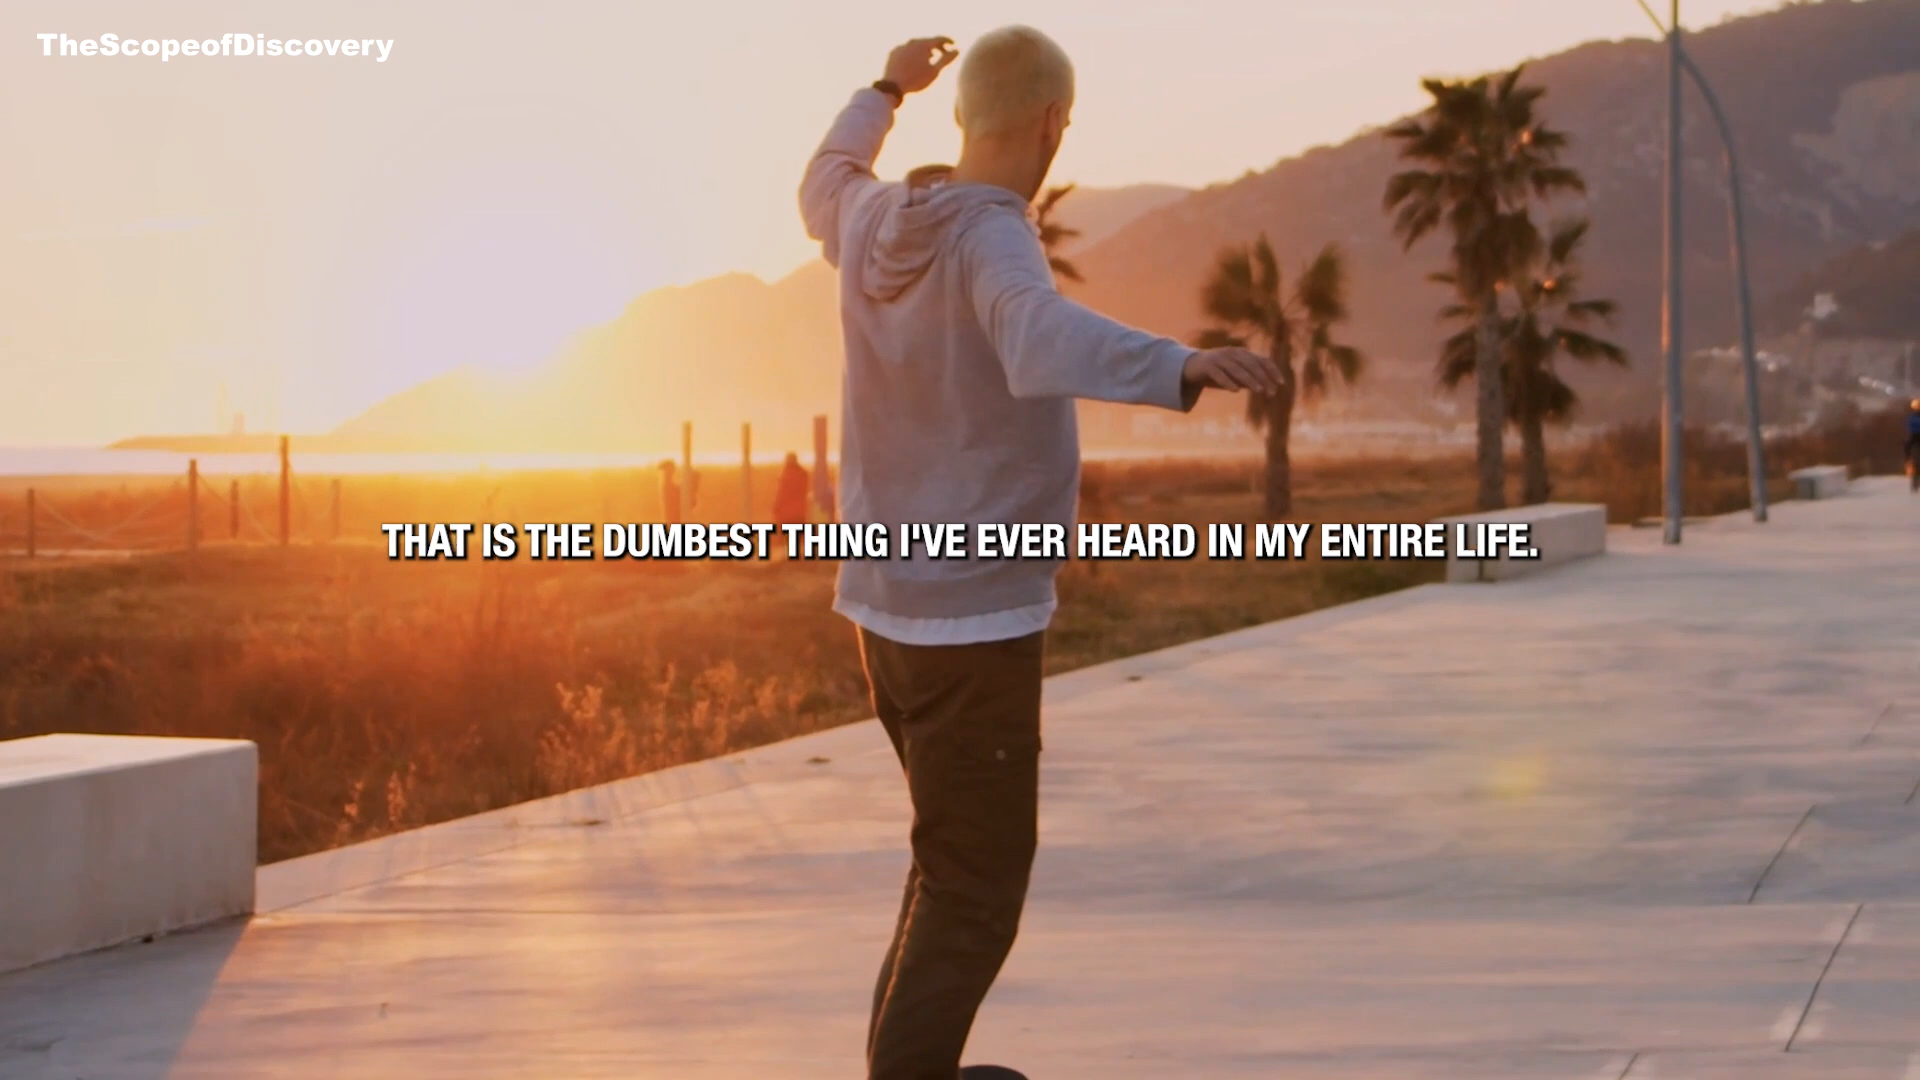 TheScopeofDiscovery
THAT IS THE DUMBEST THING I'VE EVER HEARD IN MY ENTIRE LIFE.